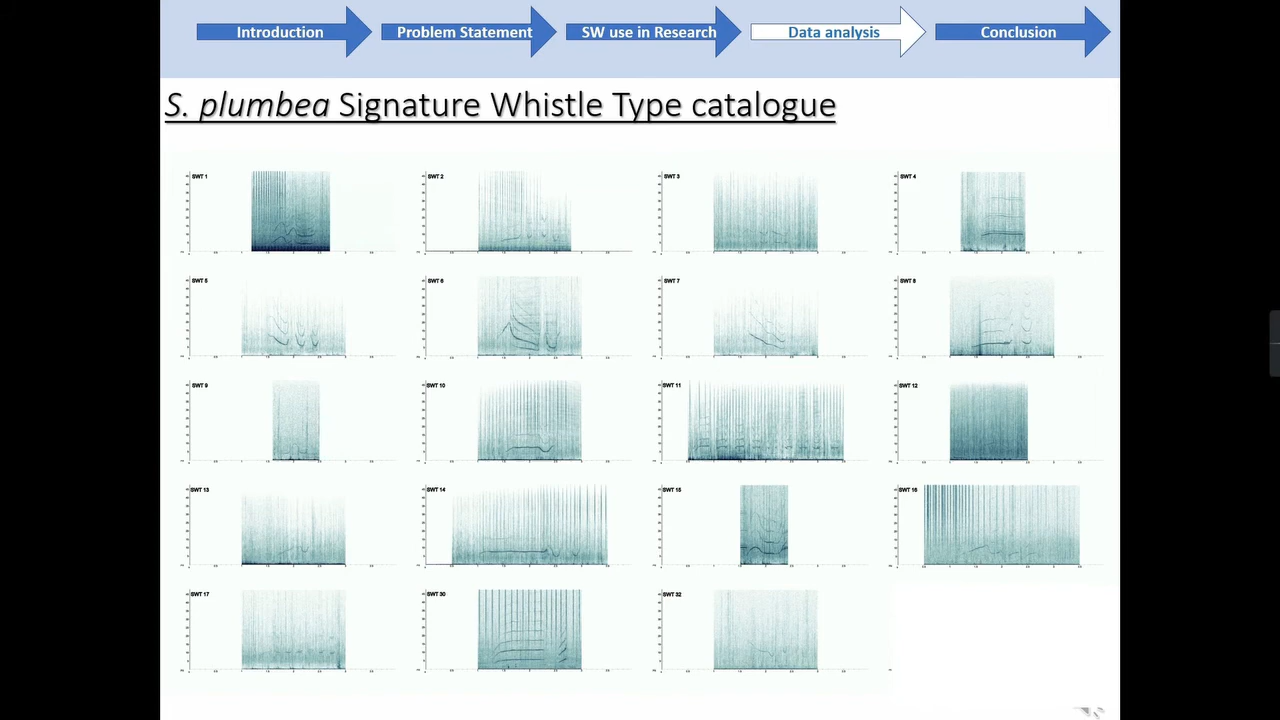 Introduction
Problem Statement
SW use in Research
Data analysis
Conclusion
S. plumbea Signature Whistle Type catalogue
SWT 1
SWT 2
SWT 3
SWT 4
SWT 5
SWT 6
SWT 7
SWT 8
SWT 9
SWT 10
SWT 11
SWT 12
SWT 13
SWT 14
SWT 15
SWT 16
SWT 17
SWT 30
SWT 32